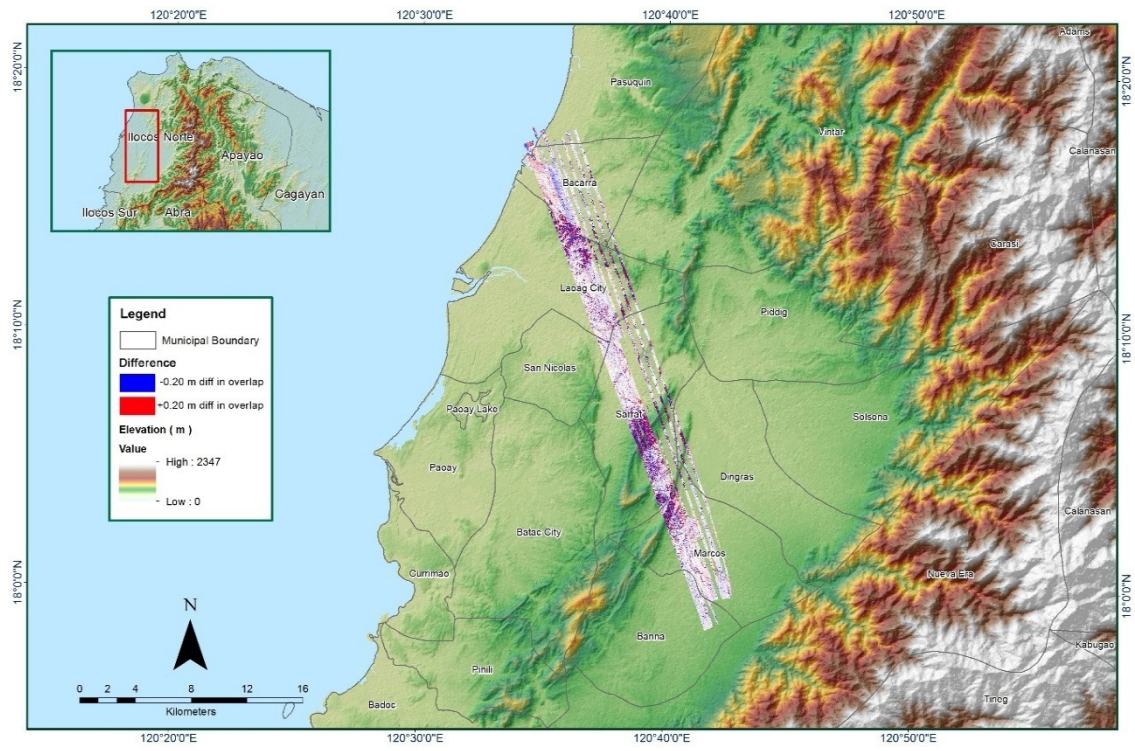 120°20'0"E
120°30'0"E
120°40'0"E
120°50'0"E
18°20'0"N
18°20'0"N
18°10'0"N
18°10'0"N
18°0'0"N
18°0'0"N
120°20'0"E
120°30'0"E
120°40'0"E
120°50'0"E
Ilocos Norte
Apayao
Cagayan
Ilocos Sur
Abra
Legend
Municipal Boundary
Difference
-0.20 m diff in overlap
+0.20 m diff in overlap
Elevation ( m )
Value
High : 2347
Low : 0
N
0 2 4 8 12 16
Kilometers
Adams
Pasuquin
Vintar
Calanasan
Bacarra
Carasi
Laoag City
Piddig
San Nicolas
Paoay Lake
Sarrat
Solsona
Paoay
Dingras
Batac City
Calanasan
Marcos
Currimao
Nueva Era
Banna
Kabugao
Pinili
Badoc
Tineg